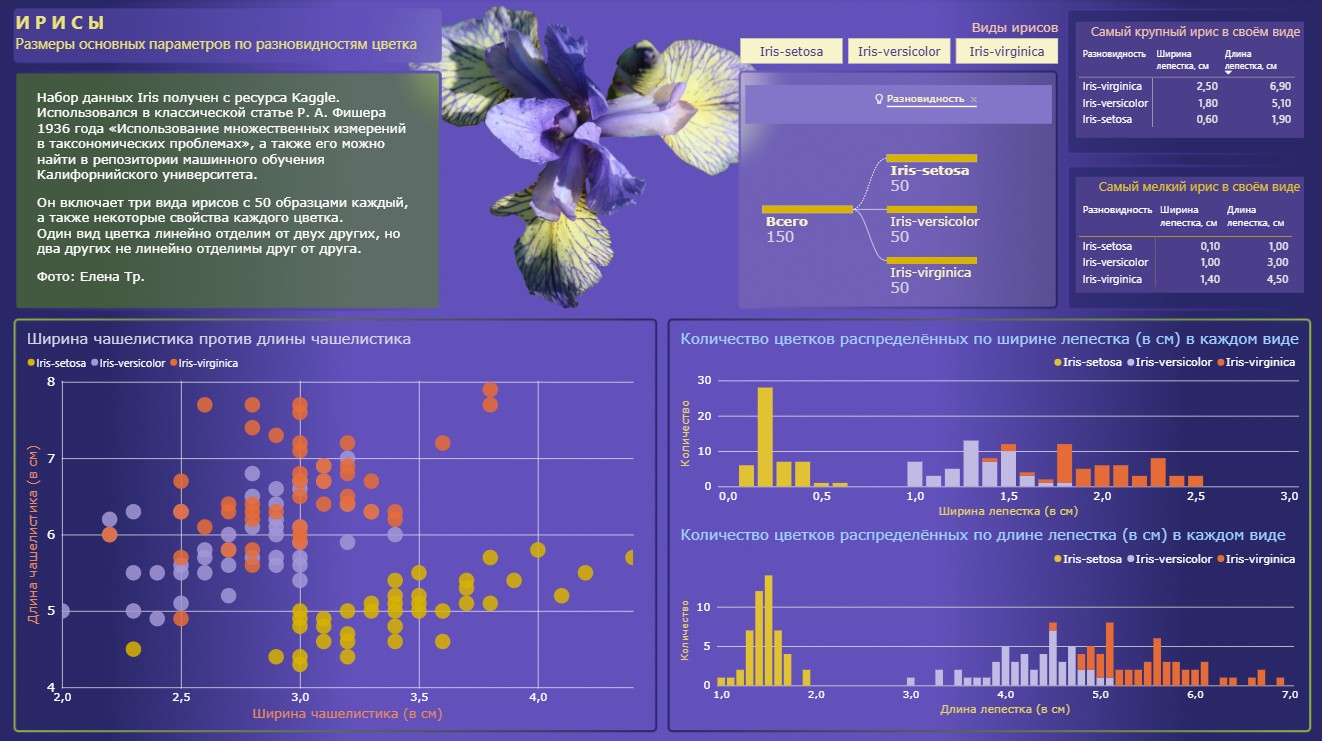 ИРИСЫ
Размеры основных параметров по разновидностям цветка
Набор данных Iris получен с ресурса Kaggle.
Использовался в классической статье Р. А. Фишера
1936 года «Использование множественных измерений
в таксономических проблемах», а также его можно
найти в репозитории машинного обучения
Калифорнийского университета.
Он включает три вида ирисов с 50 образцами каждый,
а также некоторые свойства каждого цветка.
Один вид цветка линейно отделим от двух других, но
два других не линейно отделимы друг от друга.
Фото: Елена Тр.
Виды ирисов
Iris-setosa Iris-versicolor Iris-virginica
Разновидность ×
Всего
150
Iris-setosa
50
Iris-versicolor
50
Iris-virginica
50
Самый крупный ирис в своём виде
Разновидность Ширина лепестка, см Длина лепестка, см
Iris-virginica 2,50 6,90
Iris-versicolor 1,80 5,10
Iris-setosa 0,60 1,90
Самый мелкий ирис в своём виде
Разновидность Ширина лепестка, см Длина лепестка, см
Iris-setosa 0,10 1,00
Iris-versicolor 1,00 3,00
Iris-virginica 1,40 4,50
Ширина чашелистика против длины чашелистика
Iris-setosa Iris-versicolor Iris-virginica
Длина чашелистика (в см)
8
7
6
5
4
2,0 2,5 3,0 3,5 4,0
Ширина чашелистика (в см)
Количество цветков распределённых по ширине лепестка (в см) в каждом виде
Iris-setosa Iris-versicolor Iris-virginica
Количество
30
20
10
0
0,0 0,5 1,0 1,5 2,0 2,5 3,0
Ширина лепестка (в см)
Количество цветков распределённых по длине лепестка (в см) в каждом виде
Iris-setosa Iris-versicolor Iris-virginica
Количество
10
5
0
1,0 2,0 3,0 4,0 5,0 6,0 7,0
Длина лепестка (в см)